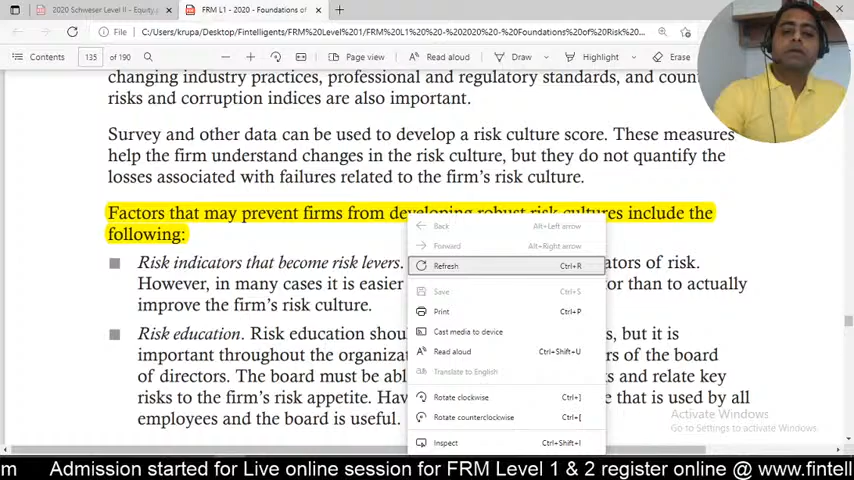 2020 Schweser Level II - Equity
FRM L1 - 2020 - Foundations of
File
C:/Users/krupa/Desktop/Fintelligents/FRM%20Level%201/FRM%20L1%20%20-%202020%20-%20Foundations%20of%20Risk%20
Contents
135
of 190
Page view
Read aloud
Draw
Highlight
Erase
changing industry practices, professional and regulatory standards, and coun
risks and corruption indices are also important.
Survey and other data can be used to develop a risk culture score. These measures
help the firm understand changes in the risk culture, but they do not quantify the
losses associated with failures related to the firm's risk culture.
Factors that may prevent firms from developing robust risk cultures include the
following:
Risk indicators that become risk levers.
ators of risk.
However, in many cases it is easier
or than to actually
improve the firm's risk culture.
Risk education. Risk education shou
s, but it is
important throughout the organizat
rs of the board
of directors. The board must be abl
s and relate key
risks to the firm's risk appetite. Hav
e that is used by all
employees and the board is useful.
Back Alt+Left arrow
Forward Alt+Right arrow
Refresh Ctrl+R
Save Ctrl+S
Print Ctrl+P
Cast media to device
Read aloud Ctrl+Shift+U
Translate to English
Rotate clockwise Ctrl+]
Rotate counterclockwise Ctrl+[
Inspect Ctrl+Shift+I
Activate Windows
Go to Settings to activate Windows.
m Admission started for Live online session for FRM Level 1 & 2 register online @ www.fintell